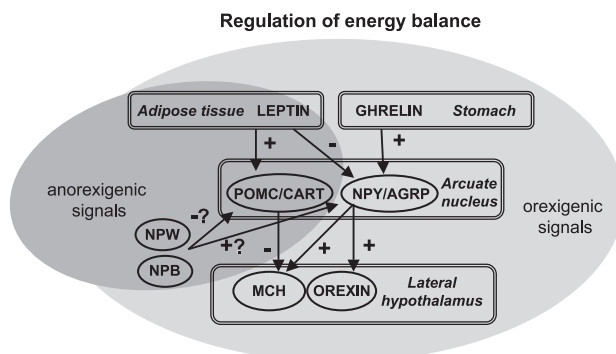 Regulation of energy balance
Adipose tissue LEPTIN
GHRELIN Stomach
+
-
+
anorexigenic
signals
POMC/CART
NPY/AGRP
Arcuate
nucleus
orexigenic
signals
-?
NPW
+?
NPB
-
+
+
MCH
OREXIN
Lateral
hypothalamus